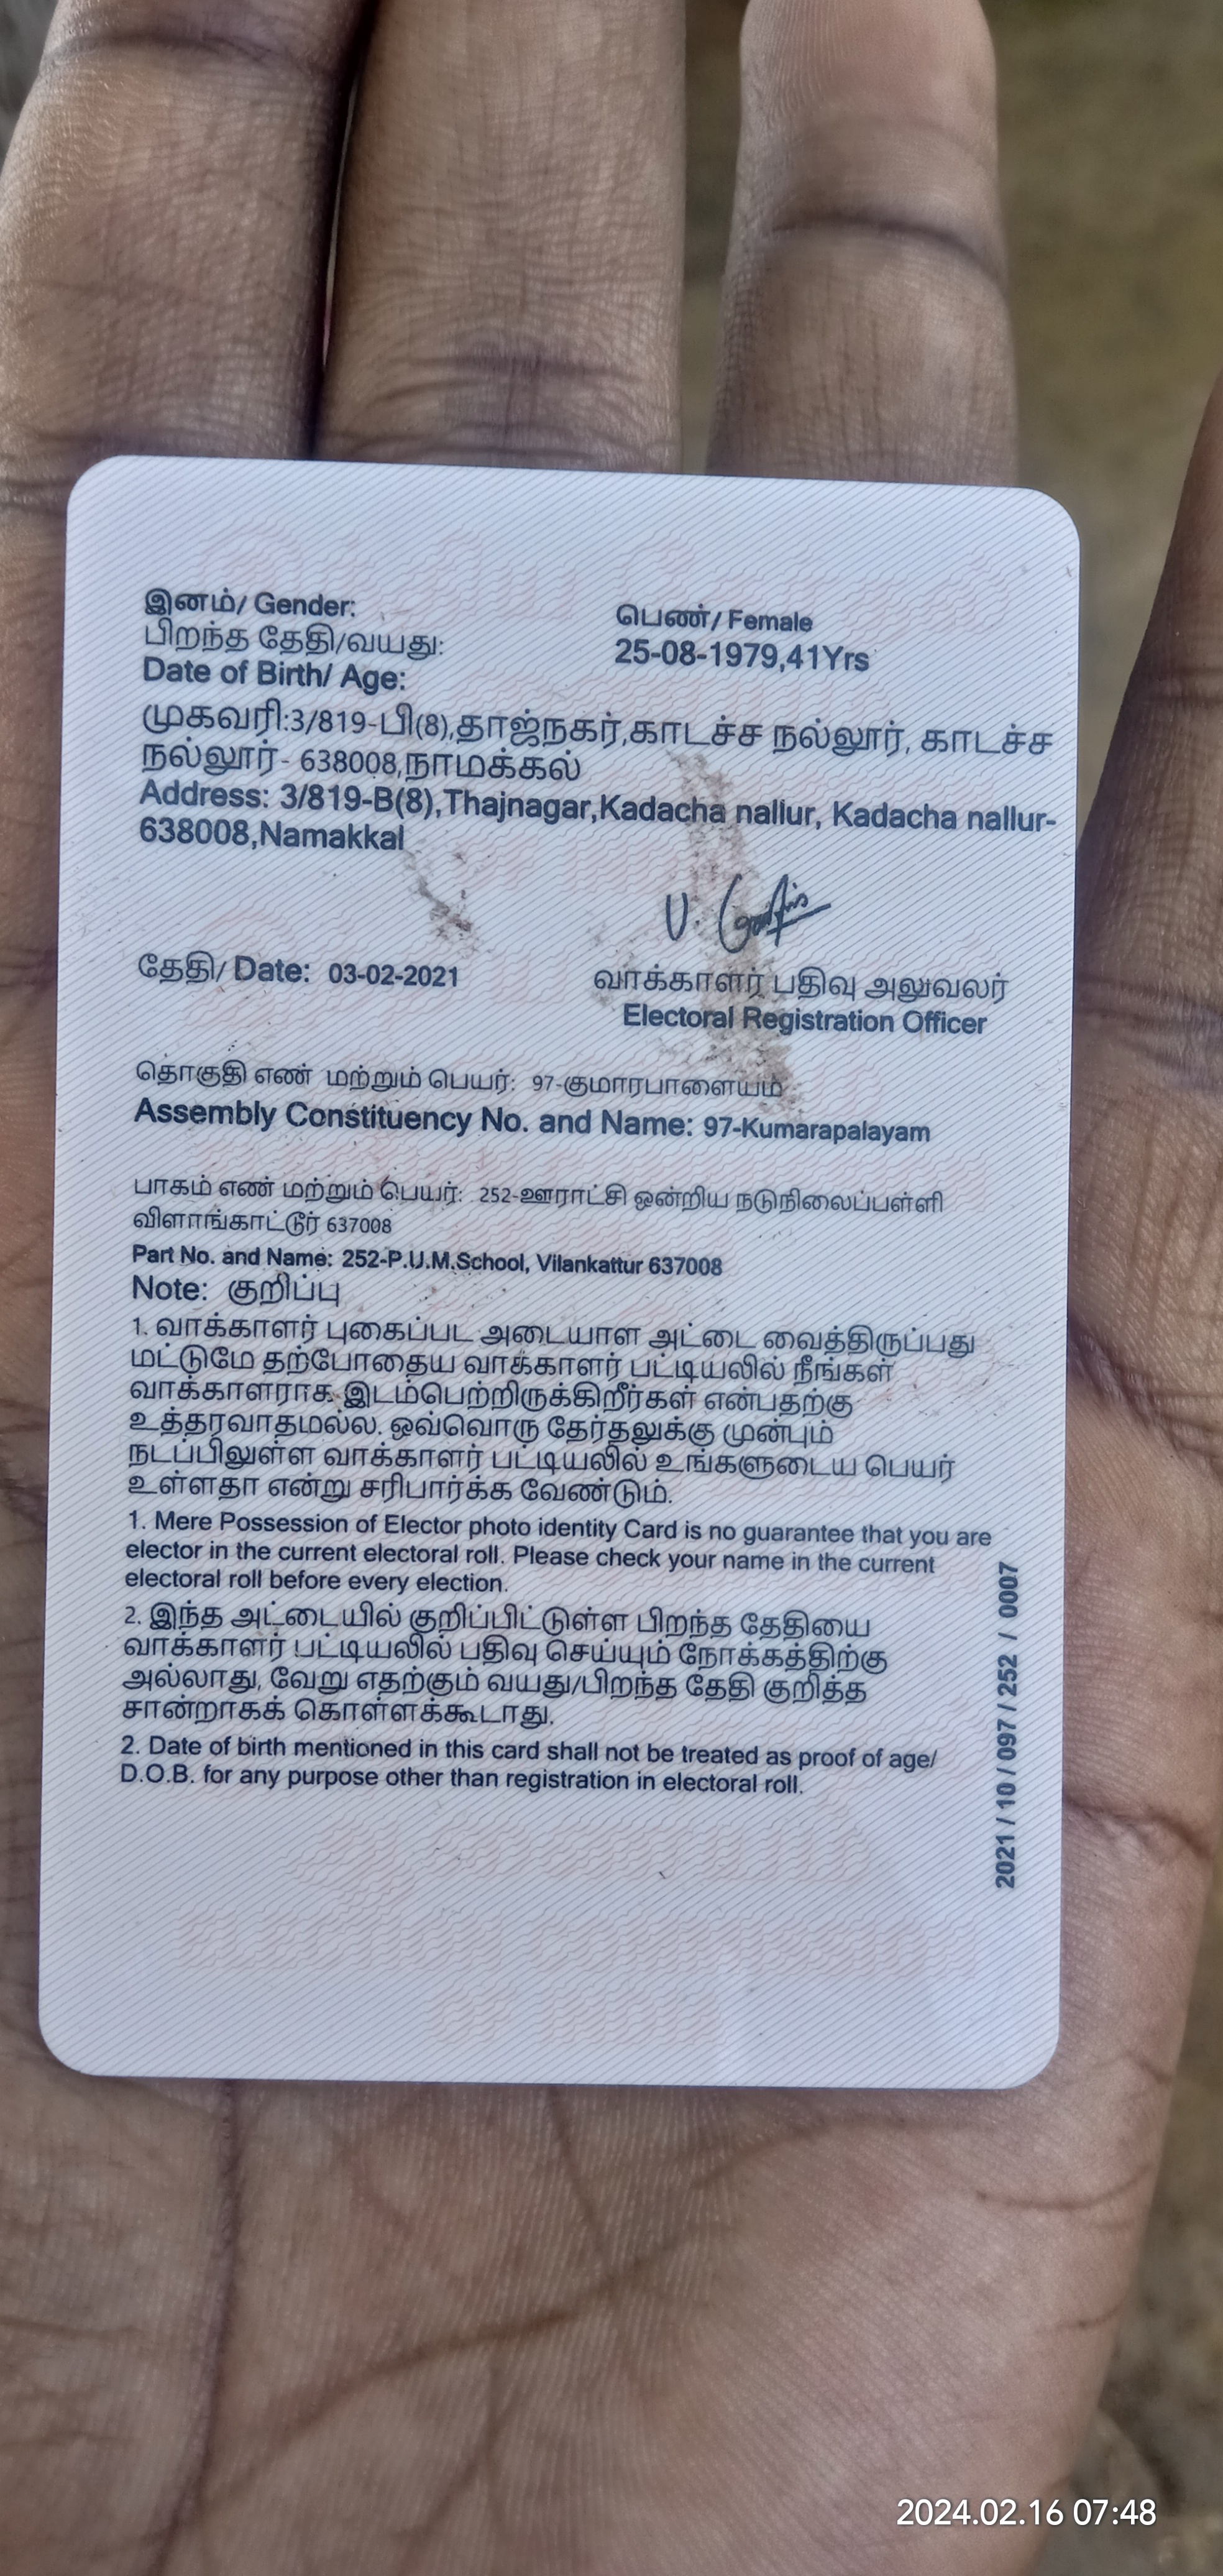 இனம்/ Gender: பெண்/ Female
பிறந்த தேதி/வயது: 25-08-1979,41Yrs
Date of Birth/ Age:
முகவரி:3/819-பி(8),தாஜ்நகர்,காடச்ச நல்லூர், காடச்ச
நல்லூர்- 638008,நாமக்கல்
Address: 3/819-B(8),Thajnagar,Kadacha nallur, Kadacha nallur-
638008,Namakkal
தேதி/ Date: 03-02-2021
வாக்காளர் பதிவு அலுவலர்
Electoral Registration Officer
தொகுதி எண் மற்றும் பெயர்: 97-குமாரபாளையம்
Assembly Constituency No. and Name: 97-Kumarapalayam
பாகம் எண் மற்றும் பெயர்: 252-ஊராட்சி ஒன்றிய நடுநிலைப்பள்ளி
விளாங்காட்டூர் 637008
Part No. and Name: 252-P.U.M.School, Vilankattur 637008
Note: குறிப்பு
1. வாக்காளர் புகைப்பட அடையாள அட்டை வைத்திருப்பது
மட்டுமே தற்போதைய வாக்காளர் பட்டியலில் நீங்கள்
வாக்காளராக இடம்பெற்றிருக்கிறீர்கள் என்பதற்கு
உத்தரவாதமல்ல. ஒவ்வொரு தேர்தலுக்கு முன்பும்
நடப்பிலுள்ள வாக்காளர் பட்டியலில் உங்களுடைய பெயர்
உள்ளதா என்று சரிபார்க்க வேண்டும்.
1. Mere Possession of Elector photo identity Card is no guarantee that you are
elector in the current electoral roll. Please check your name in the current
electoral roll before every election.
2. இந்த அட்டையில் குறிப்பிட்டுள்ள பிறந்த தேதியை
வாக்காளர் பட்டியலில் பதிவு செய்யும் நோக்கத்திற்கு
அல்லாது, வேறு எதற்கும் வயது/பிறந்த தேதி குறித்த
சான்றாகக் கொள்ளக்கூடாது.
2. Date of birth mentioned in this card shall not be treated as proof of age/
D.O.B. for any purpose other than registration in electoral roll.
2021 / 10 / 097 / 252 / 0007
2024.02.16 07:48